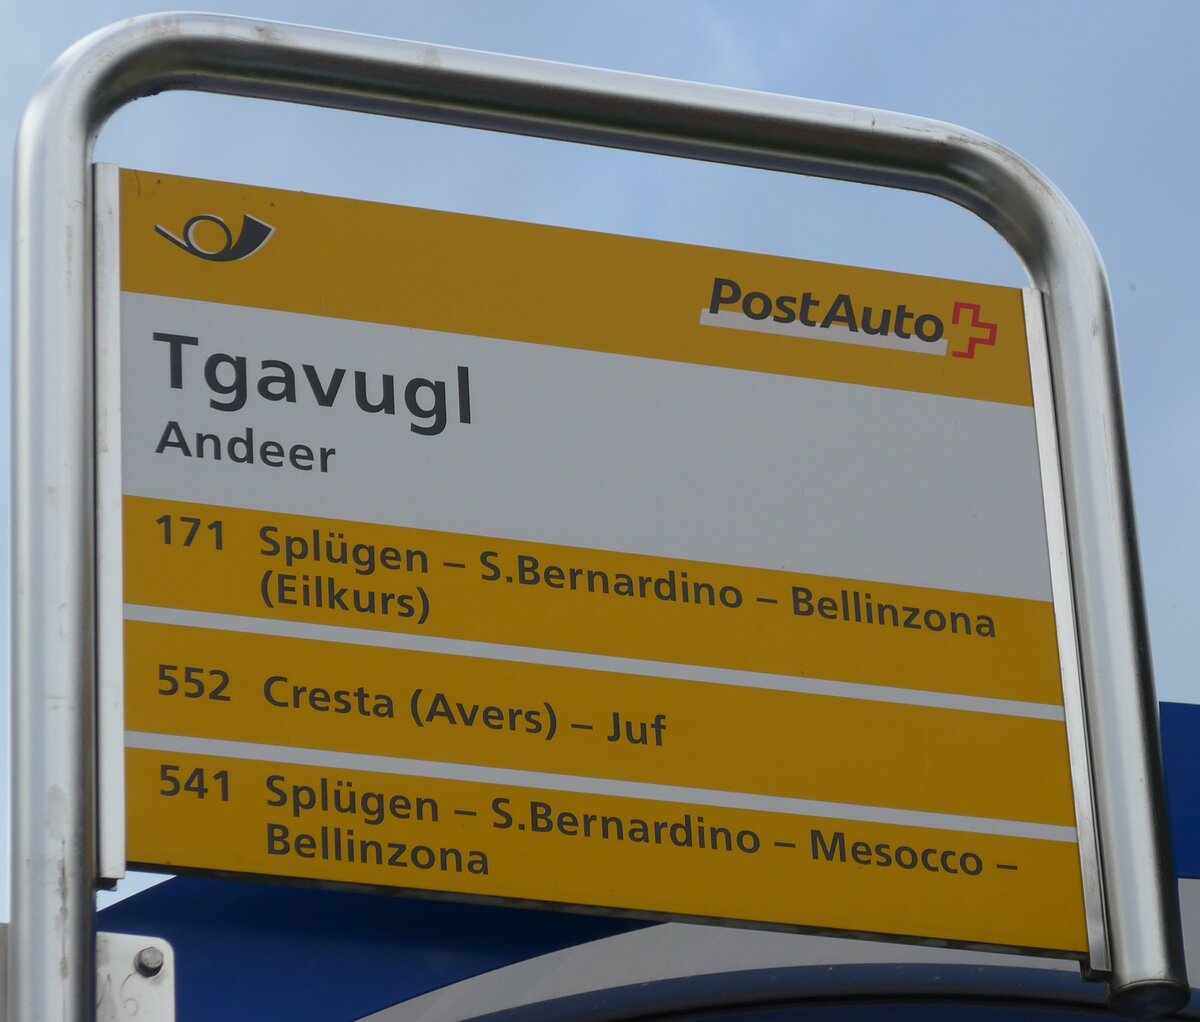 PostAuto
Tgavugl
Andeer
171 Splügen – S.Bernardino – Bellinzona
(Eilkurs)
552 Cresta (Avers) – Juf
541 Splügen – S.Bernardino – Mesocco –
Bellinzona